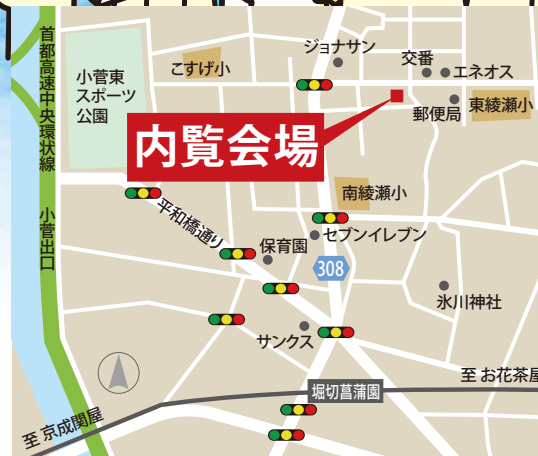 首都高速中央環状線 小菅出口
小菅東
スポーツ
公園
こすげ小
ジョナサン
交番
エネオス
郵便局
東綾瀬小
内覧会場
南綾瀬小
平和橋通り
保育園
セブンイレブン
308
氷川神社
サンクス
至 お花茶屋
堀切菖蒲園
至 京成関屋